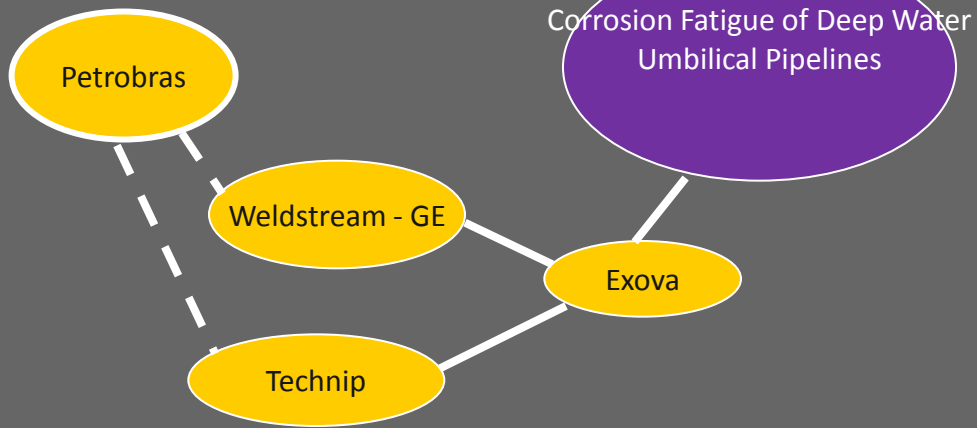 Corrosion Fatigue of Deep Water
Umbilical Pipelines
Petrobras
Weldstream - GE
Exova
Technip